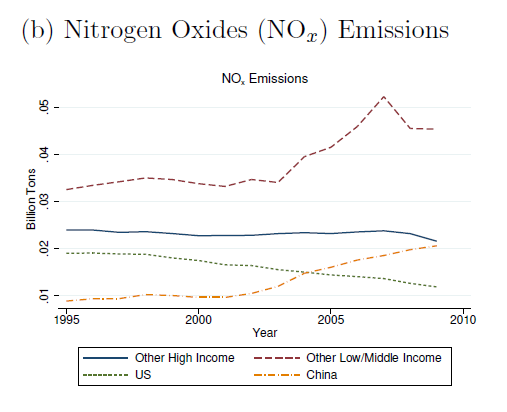 (b) Nitrogen Oxides (NOx) Emissions
NOx Emissions
Billion Tons
.05
.04
.03
.02
.01
1995
2000
2005
2010
Year
Other High Income
Other Low/Middle Income
US
China